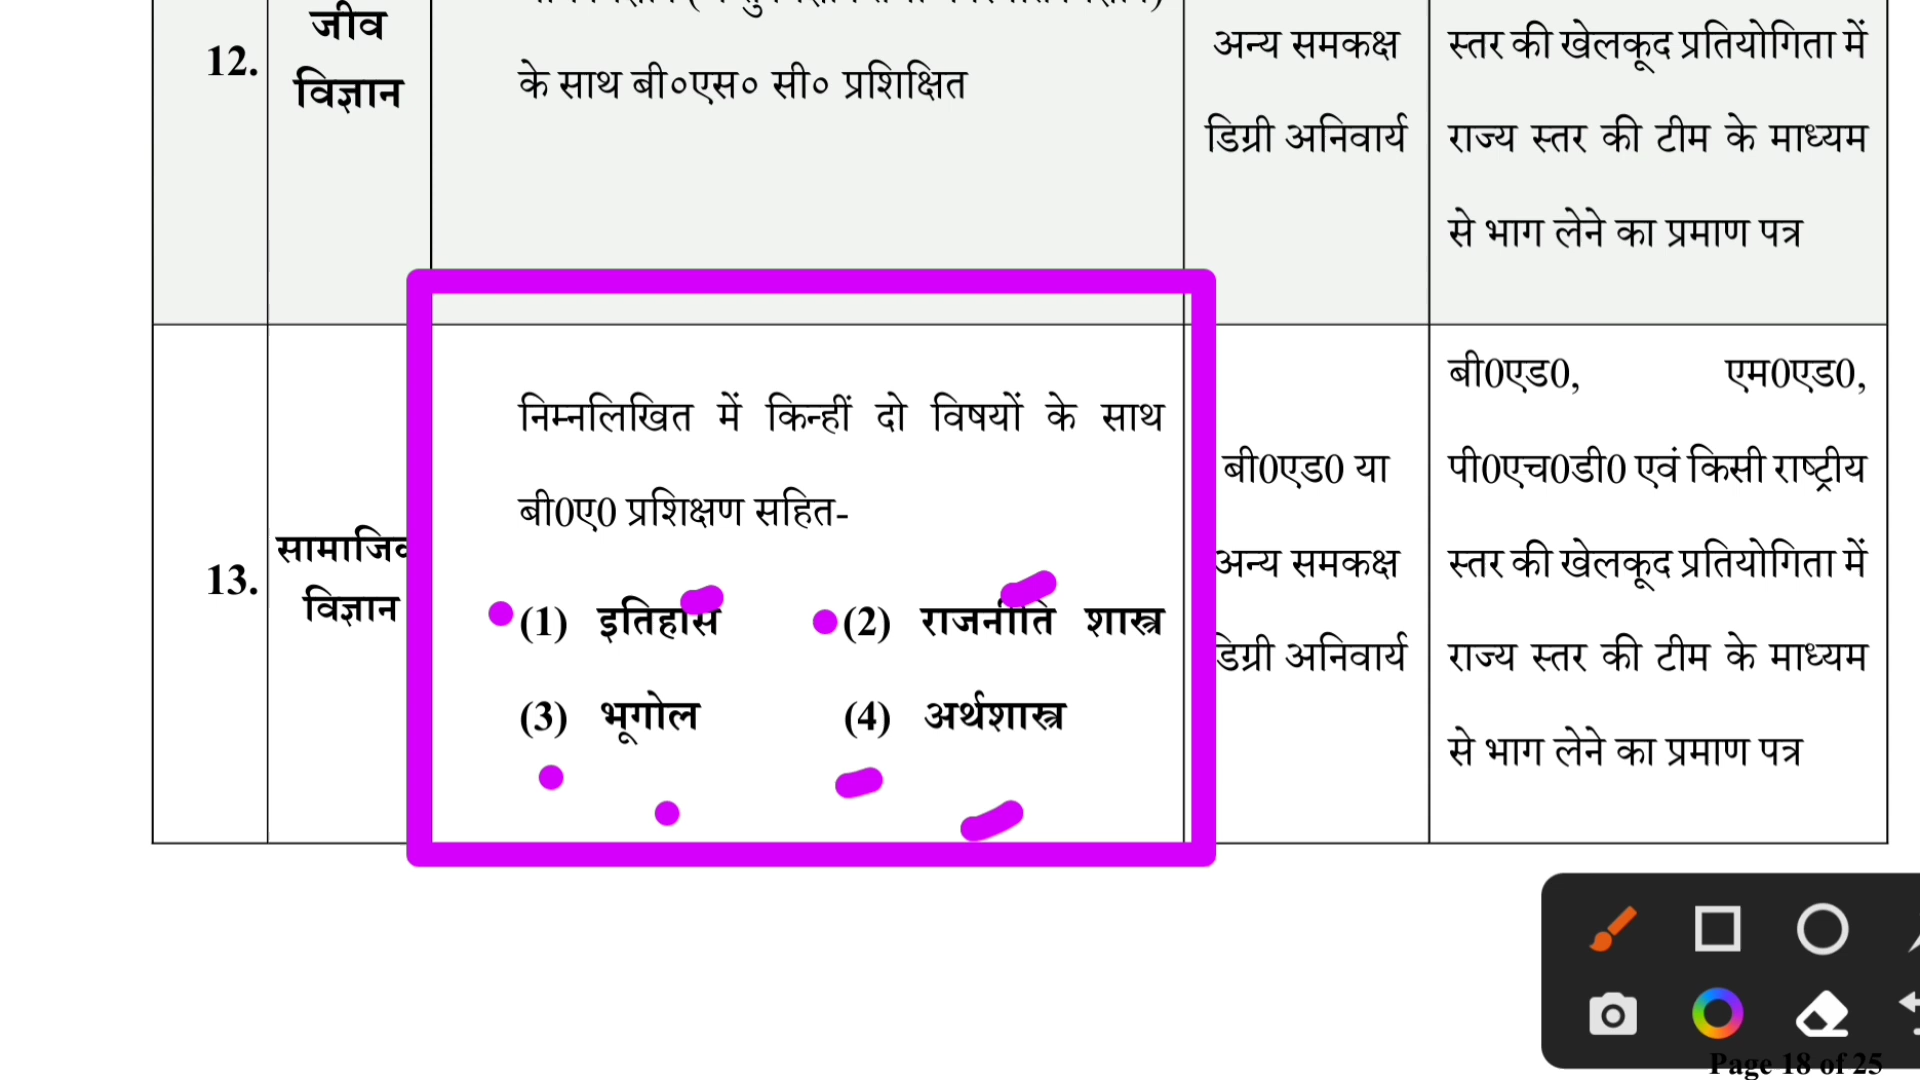 12.
जीव
विज्ञान
के साथ बी०एस० सी० प्रशिक्षित
अन्य समकक्ष
डिग्री अनिवार्य
स्तर की खेलकूद प्रतियोगिता में
राज्य स्तर की टीम के माध्यम
से भाग लेने का प्रमाण पत्र
13.
सामाजिक
विज्ञान
निम्नलिखित में किन्हीं दो विषयों के साथ
बी0ए0 प्रशिक्षण सहित-
(1) इतिहास (2) राजनीति शास्त्र
(3) भूगोल (4) अर्थशास्त्र
बी0एड0 या
अन्य समकक्ष
डिग्री अनिवार्य
बी0एड0, एम0एड0,
पी0एच0डी0 एवं किसी राष्ट्रीय
स्तर की खेलकूद प्रतियोगिता में
राज्य स्तर की टीम के माध्यम
से भाग लेने का प्रमाण पत्र
Page 18 of 25